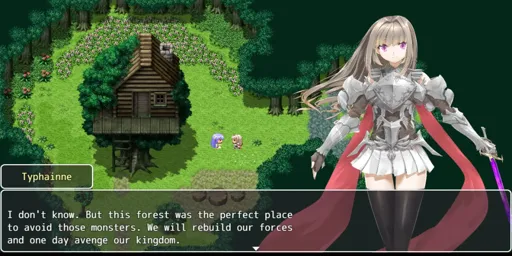 Typhainne
I don't know. But this forest was the perfect place
to avoid those monsters. We will rebuild our forces
and one day avenge our kingdom.